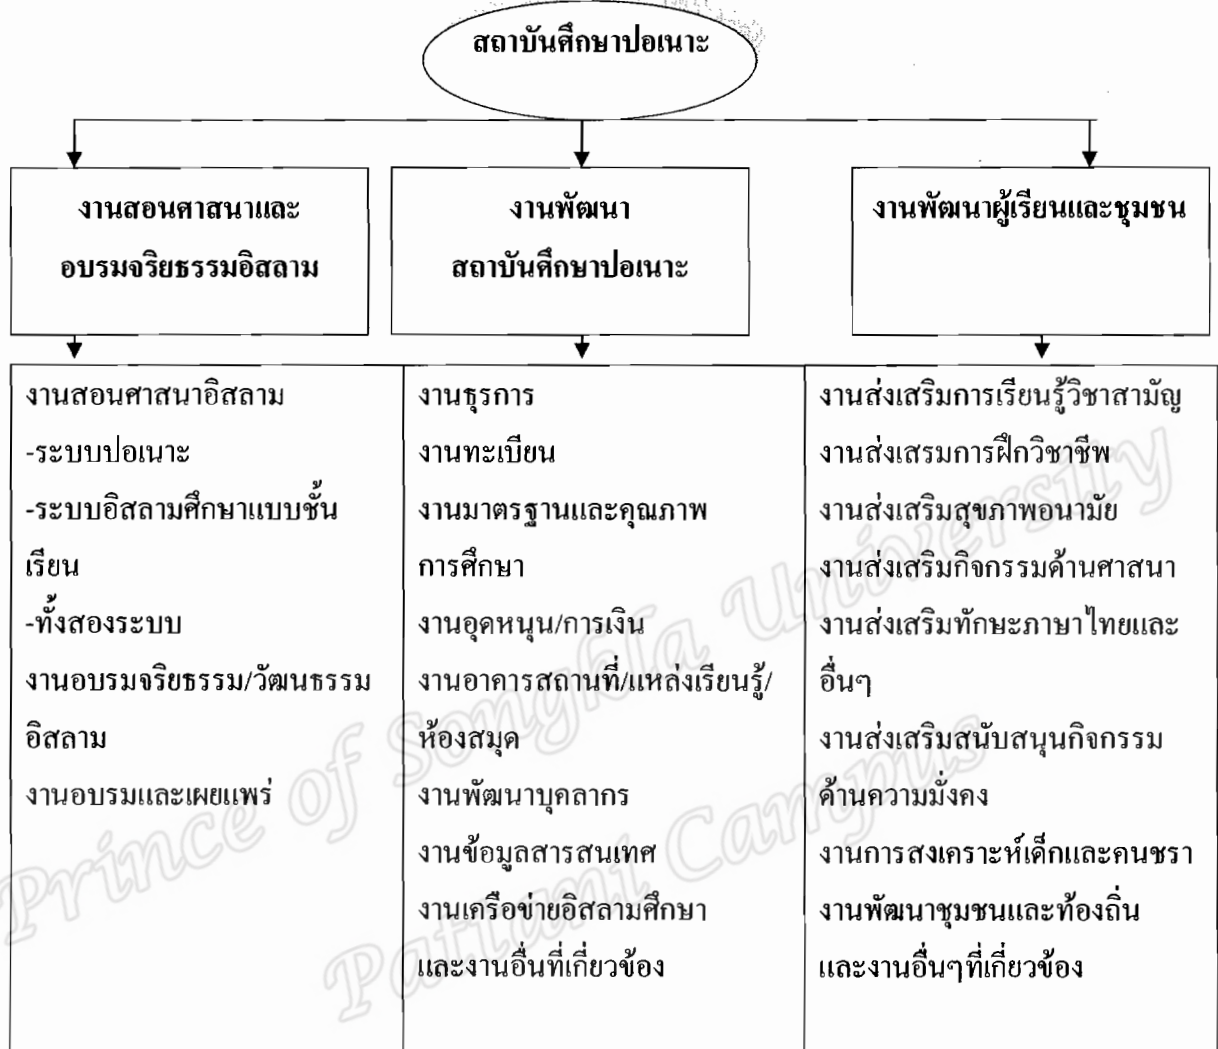 สถาบันศึกษาปอเนาะ
งานสอนศาสนาและ
อบรมจริยธรรมอิสลาม
งานพัฒนา
สถาบันศึกษาปอเนาะ
งานพัฒนาผู้เรียนและชุมชน
งานสอนศาสนาอิสลาม
-ระบบปอเนาะ
-ระบบอิสลามศึกษาแบบชั้น
เรียน
-ทั้งสองระบบ
งานอบรมจริยธรรม/วัฒนธรรม
อิสลาม
งานอบรมและเผยแพร่
งานธุรการ
งานทะเบียน
งานมาตรฐานและคุณภาพ
การศึกษา
งานอุดหนุน/การเงิน
งานอาคารสถานที่/แหล่งเรียนรู้/
ห้องสมุด
งานพัฒนาบุคลากร
งานข้อมูลสารสนเทศ
งานเครือข่ายอิสลามศึกษา
และงานอื่นที่เกี่ยวข้อง
งานส่งเสริมการเรียนรู้วิชาสามัญ
งานส่งเสรมการฝึกวิชาชีพ
งานส่งเสริมสุขภาพอนามัย
งานส่งเสริมกิจกรรมด้านศาสนา
งานส่งเสริมทักษะภาษาไทยและ
อื่นๆ
งานส่งเสริมสนับสนุนกิจกรรม
ด้านความมั่งคง
งานการสงเคราะห์เด็กและคนชรา
งานพัฒนาชุมชนและท้องถิ่น
และงานอื่นๆที่เกี่ยวข้อง
Prince of Songkla University
Pattani Campus